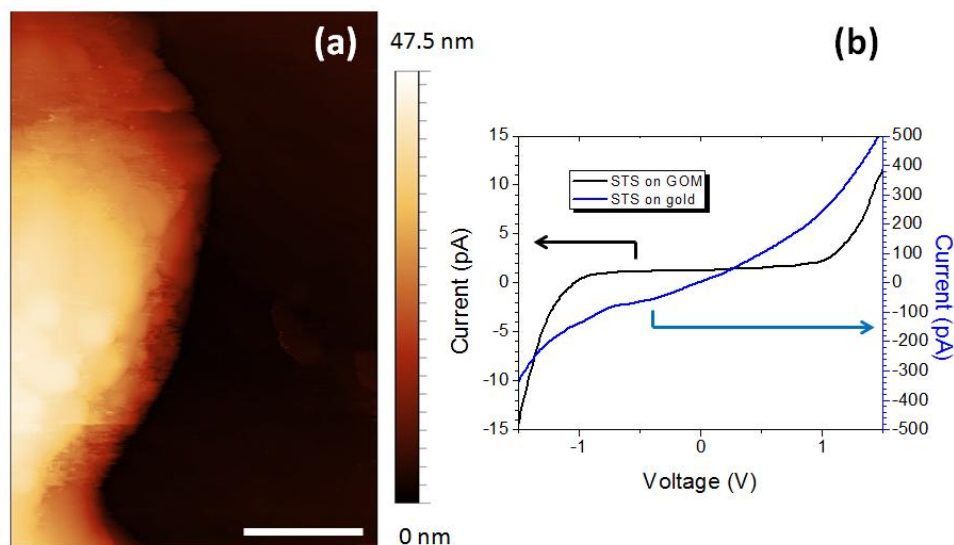 (a)
47.5 nm
0 nm
(b)
STS on GOM
STS on gold
Current (pA)
15
10
5
0
-5
-10
-15
-1
0
1
Voltage (V)
500
400
300
200
100
0
-100
-200
-300
-400
-500
Current (pA)